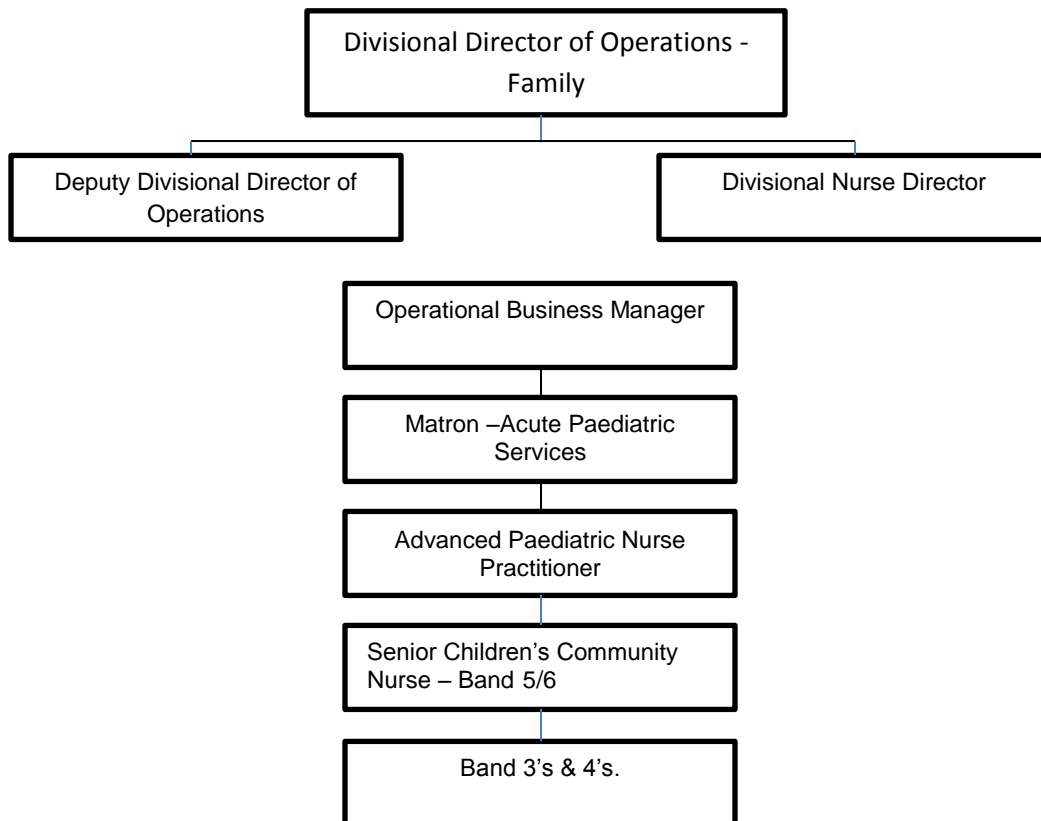 Divisional Director of Operations -
Family
Deputy Divisional Director of
Operations
Divisional Nurse Director
Operational Business Manager
Matron –Acute Paediatric
Services
Advanced Paediatric Nurse
Practitioner
Senior Children’s Community
Nurse – Band 5/6
Band 3’s & 4’s.